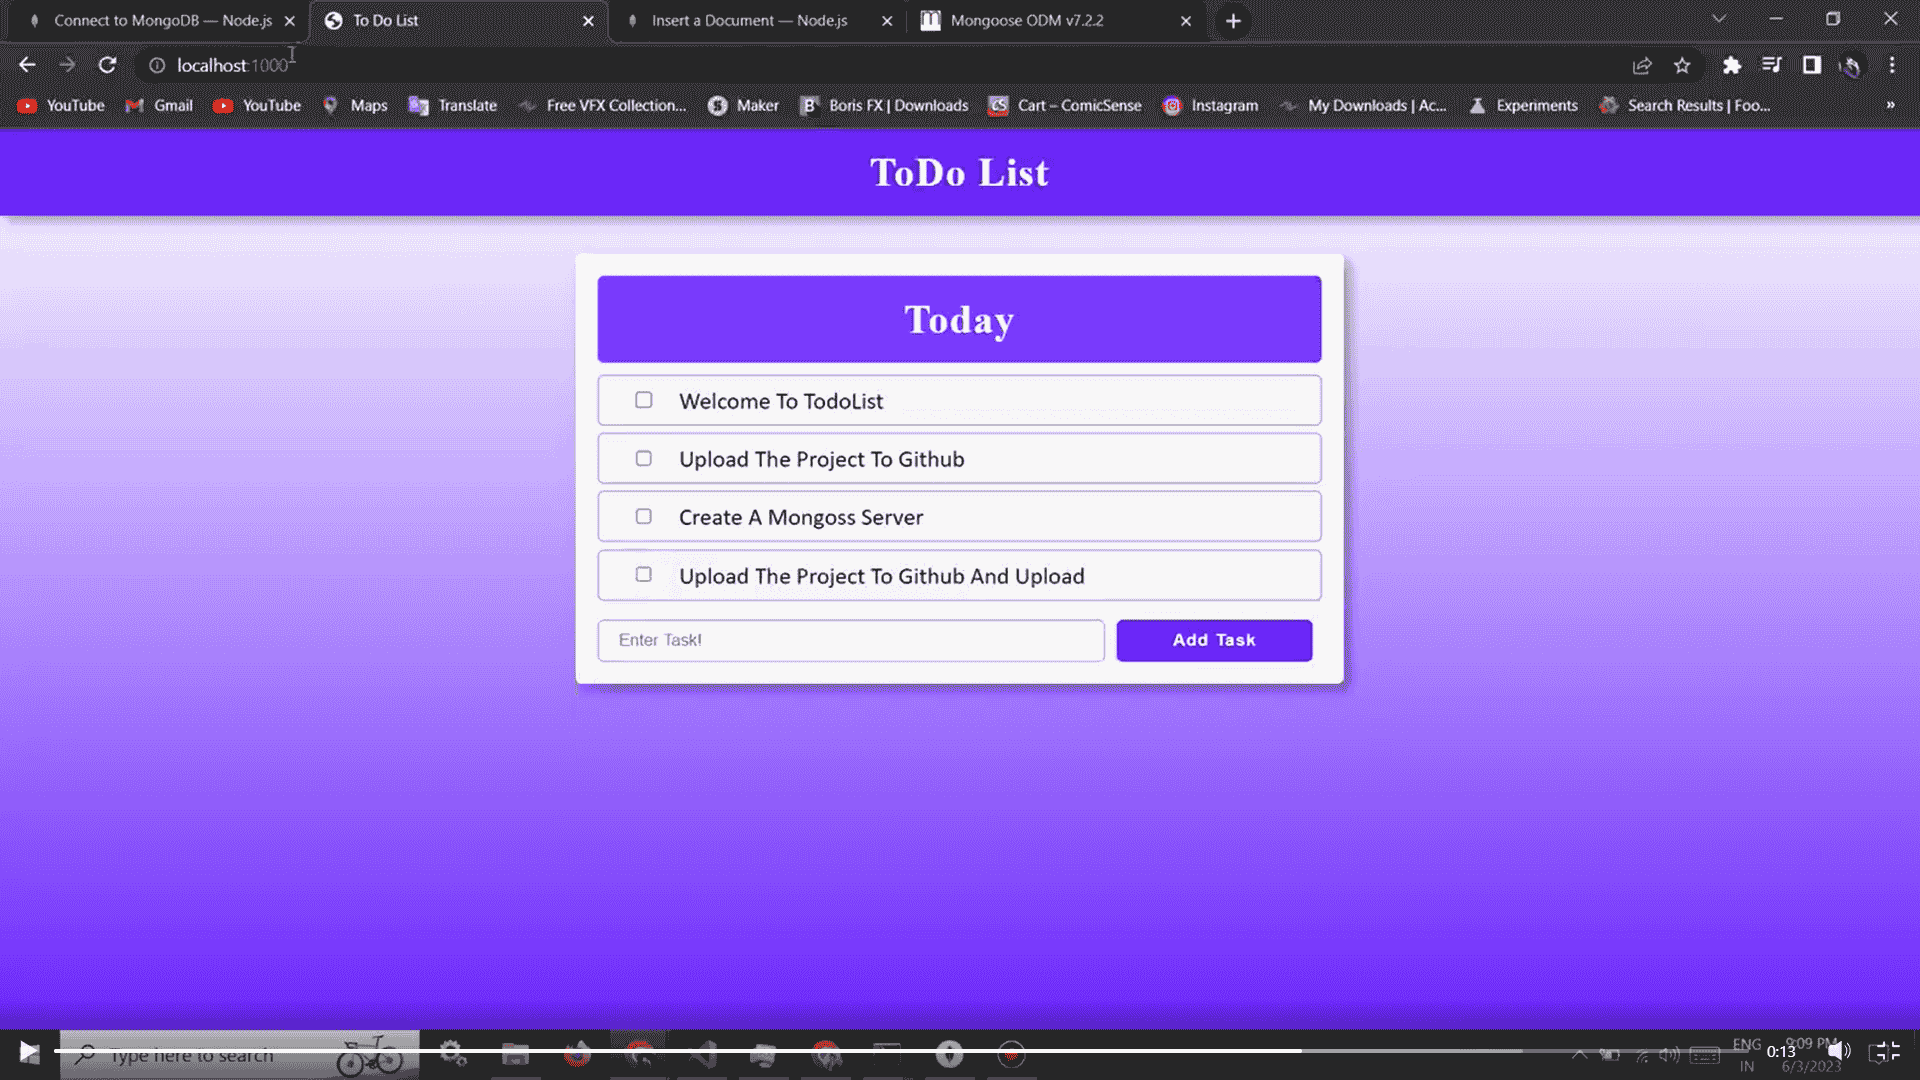 Connect to MongoDB — Node.js
To Do List
Insert a Document — Node.js
Mongoose ODM v7.2.2
localhost:1000
YouTube
Gmail
YouTube
Maps
Translate
Free VFX Collection...
Maker
Boris FX | Downloads
Cart – ComicSense
Instagram
My Downloads | Ac...
Experiments
Search Results | Foo...
»
ToDo List
Today
Welcome To TodoList
Upload The Project To Github
Create A Mongoss Server
Upload The Project To Github And Upload
Enter Task!
Add Task
Type here to search
ENG
IN
0:13
9:09 PM
6/3/2023